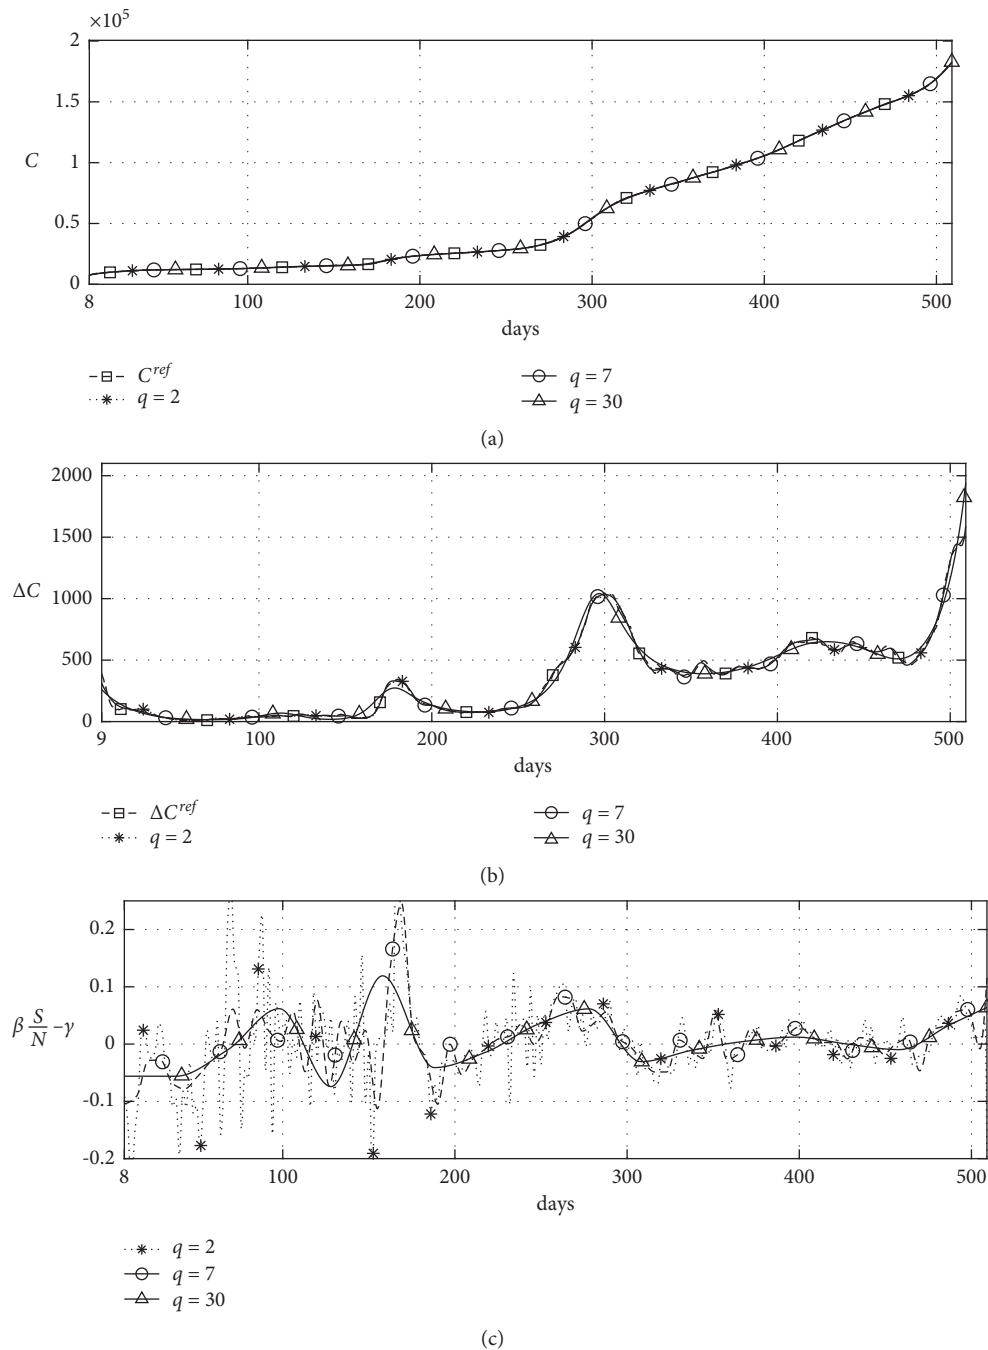 ×10⁵
2
1.5
1
0.5
0
C
8 100 200 300 400 500
days
C^ref
q = 2
q = 7
q = 30
(a)
2000
1500
1000
500
0
ΔC
9 100 200 300 400 500
days
ΔC^ref
q = 2
q = 7
q = 30
(b)
0.2
0.1
0
-0.1
-0.2
β S/N −γ
8 100 200 300 400 500
days
q = 2
q = 7
q = 30
(c)